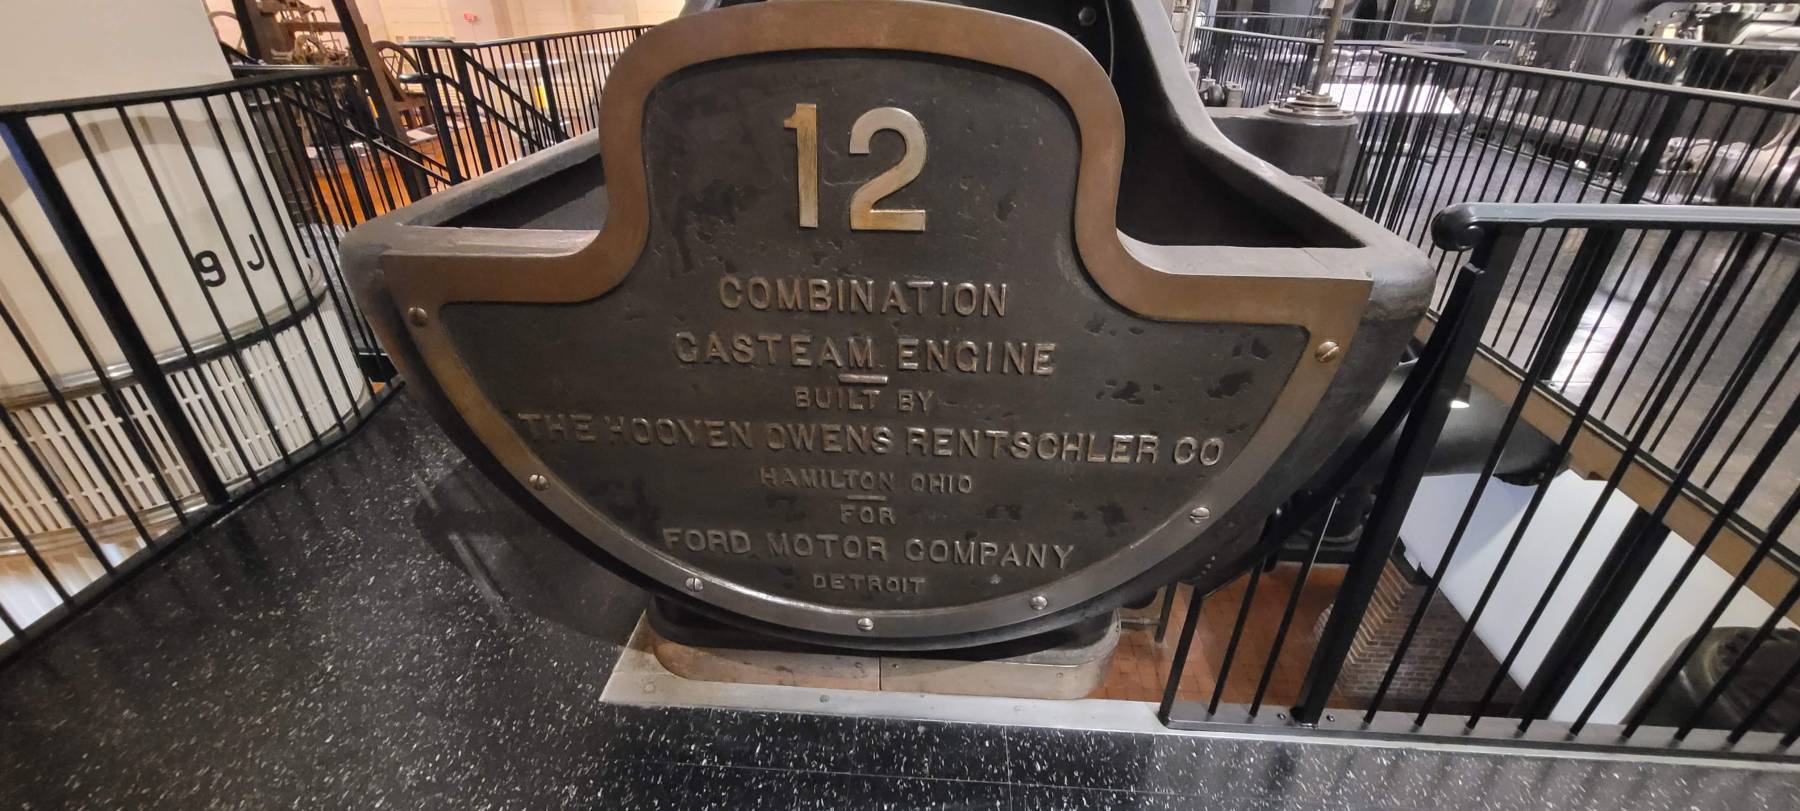 12
COMBINATION
GASTEAM ENGINE
BUILT BY
THE HOOVEN OWENS RENTSCHLER CO
HAMILTON OHIO
FOR
FORD MOTOR COMPANY
DETROIT
9J